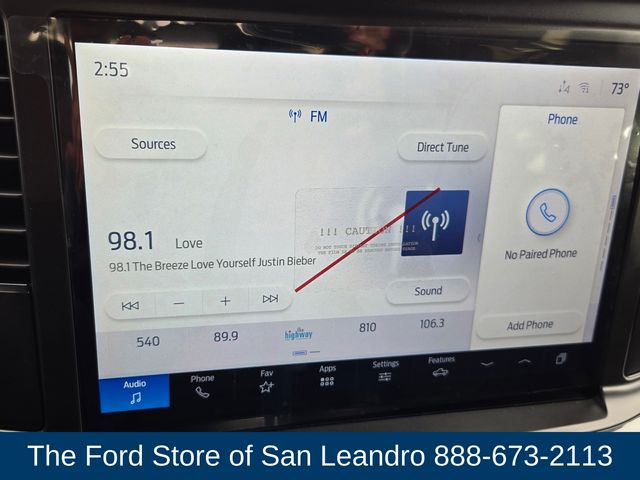 2:55
73°
FM
Phone
Sources
Direct Tune
!!! CAUTION !!!
98.1 Love
98.1 The Breeze Love Yourself Justin Bieber
No Paired Phone
Sound
540 89.9 the highway 810 106.3
Add Phone
Audio Phone Fav Apps Settings Features
The Ford Store of San Leandro 888-673-2113